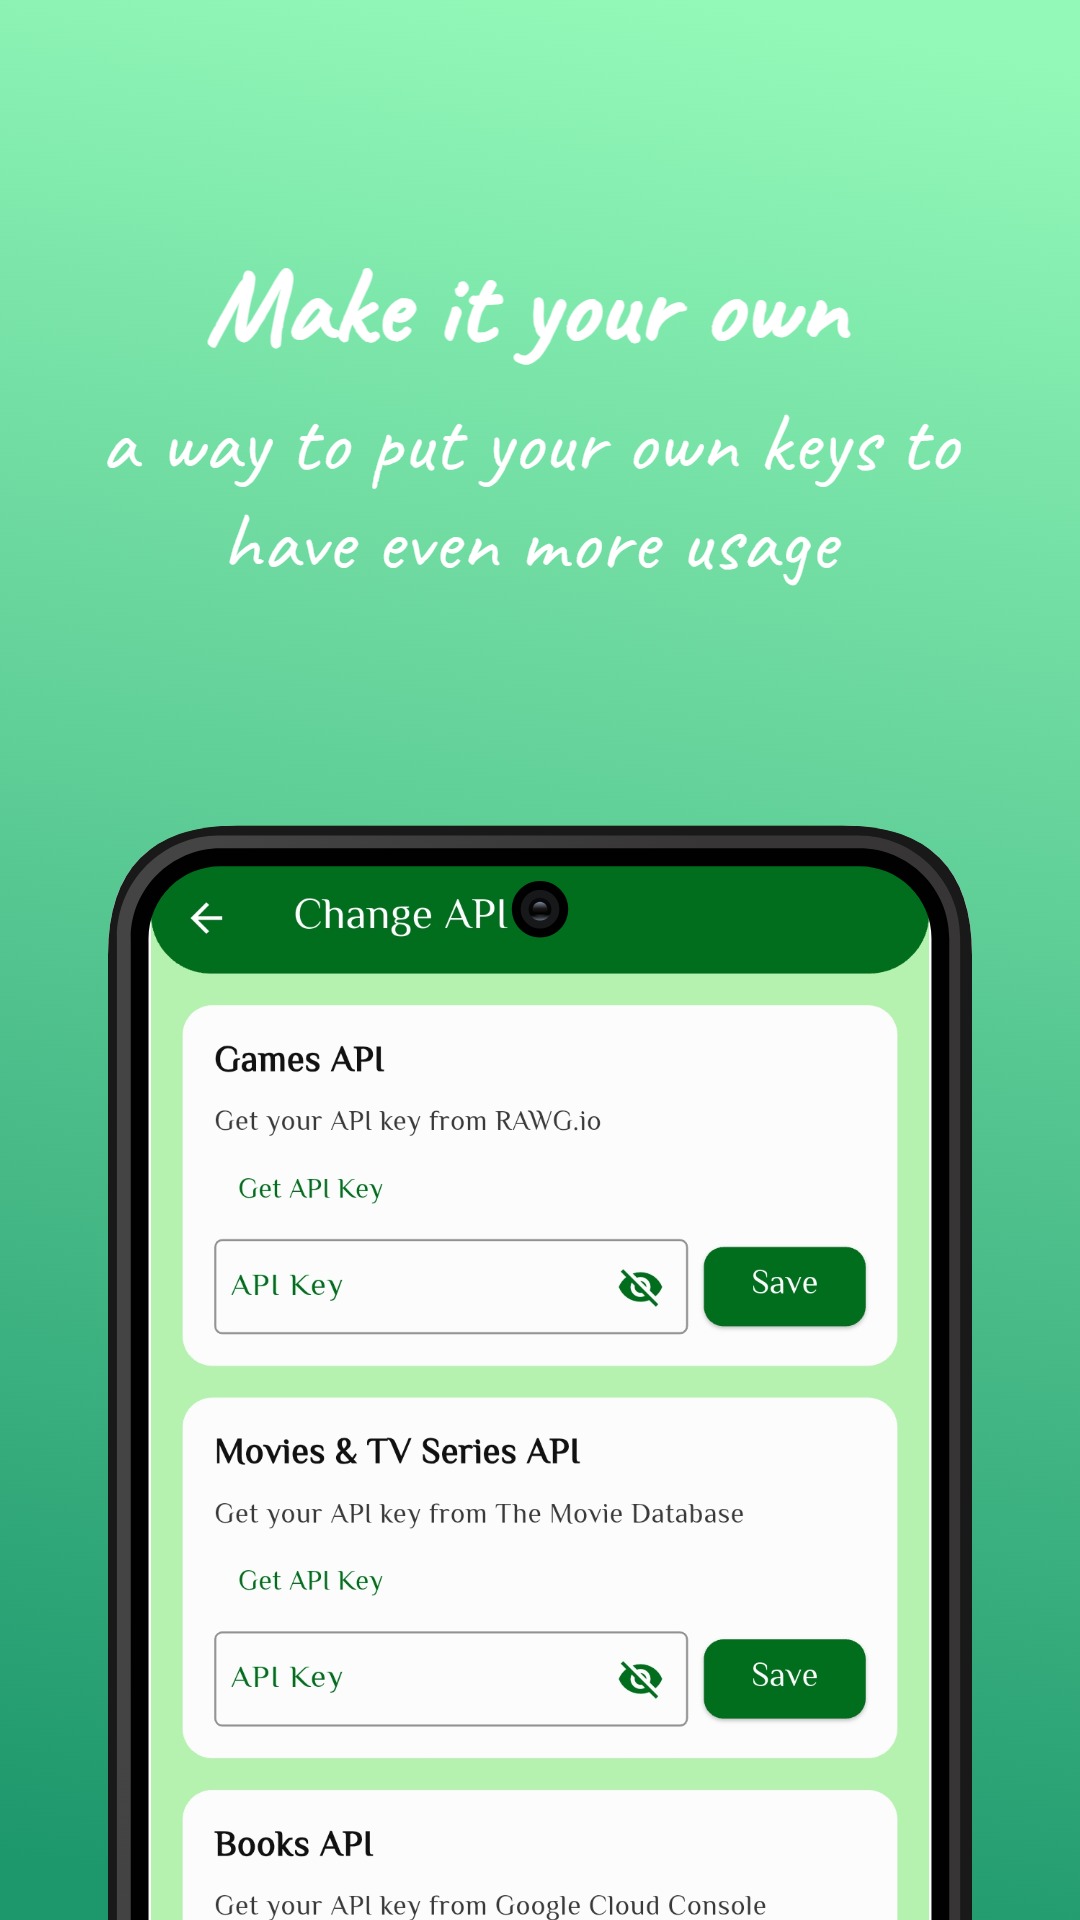 Make it your own
a way to put your own keys to
have even more usage
Change API
Games API
Get your API key from RAWG.io
Get API Key
API Key
Save
Movies & TV Series API
Get your API key from The Movie Database
Get API Key
API Key
Save
Books API
Get your API key from Google Cloud Console